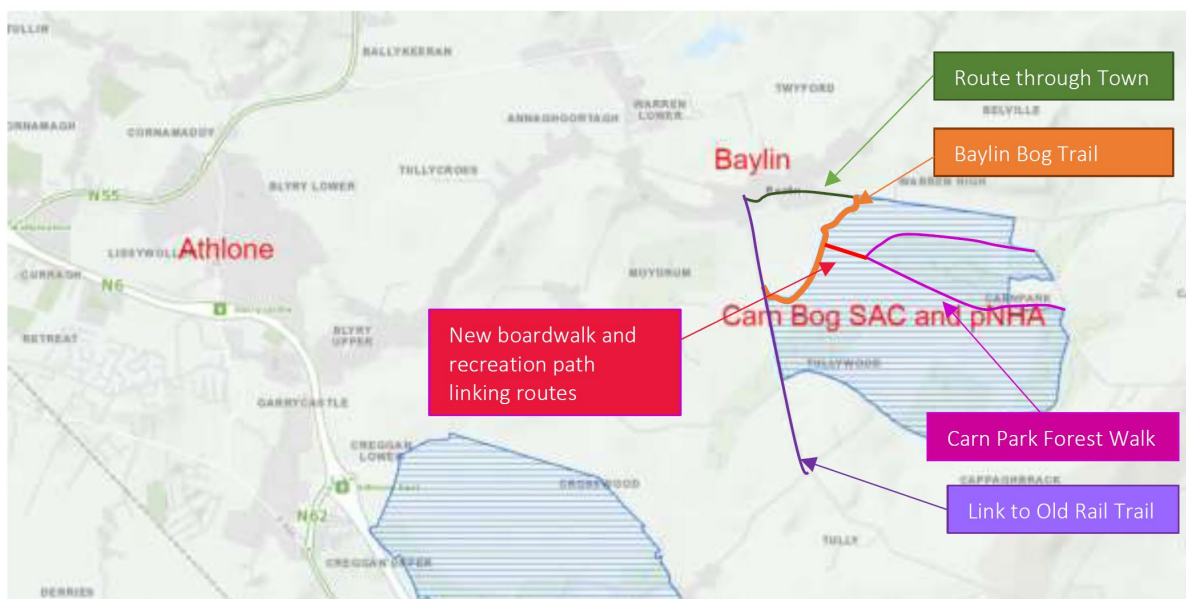 TULLIN
BALLYKEERAN
Route through Town
TWYFORD
BELVILLE
WARREN
LOWER
ANNAGHGORTAGH
CORNAMAGH
CORNAMADDY
Baylin
Baylin Bog Trail
TULLYCROSS
BLYRY LOWER
WARREN HIGH
N55
LISSYWOLLEN
Athlone
CURRAGH
N6
MOYDRUM
CARNPARK
Carn Bog SAC and pNHA
New boardwalk and
recreation path
linking routes
RETREAT
BLYRY
UPPER
TULLYWOOD
GARRYCASTLE
Carn Park Forest Walk
CREGGAN
LOWER
CROSSWOOD
CAPPAGHBRACK
N62
Link to Old Rail Trail
TULLY
CREGGAN UPPER
DERRIES